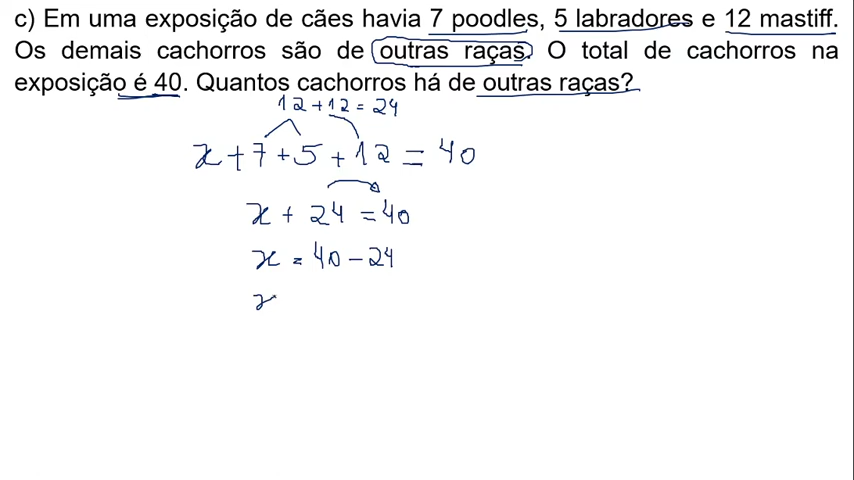 c) Em uma exposição de cães havia 7 poodles, 5 labradores e 12 mastiff.
Os demais cachorros são de outras raças. O total de cachorros na
exposição é 40. Quantos cachorros há de outras raças?
12+12=24
x+7+5+12=40
x+24=40
x=40-24
x